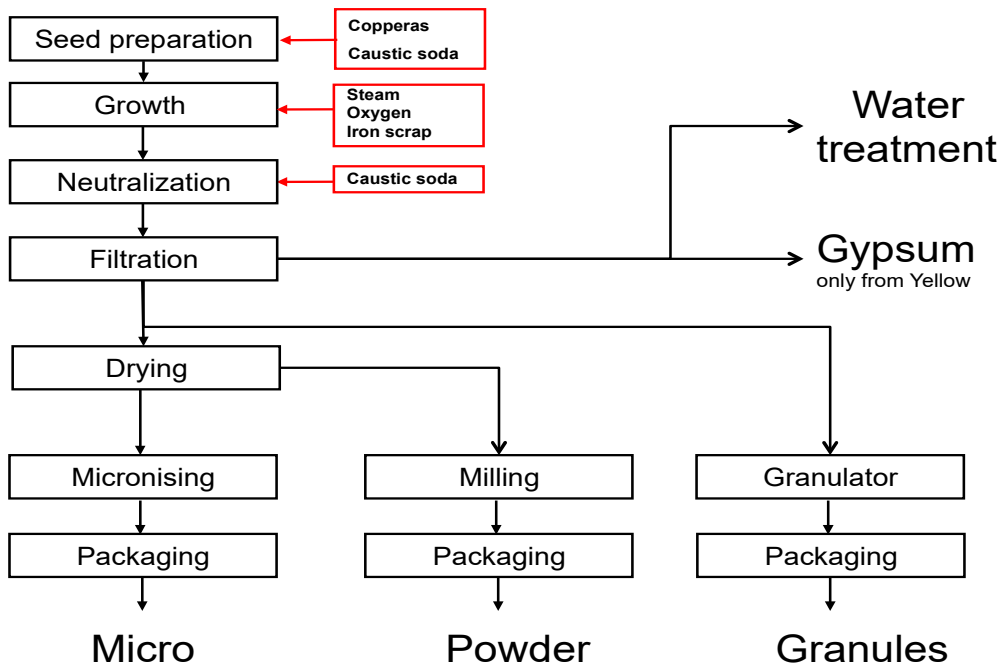 Seed preparation
Copperas
Caustic soda
Growth
Steam
Oxygen
Iron scrap
Water
treatment
Neutralization
Caustic soda
Filtration
Gypsum
only from Yellow
Drying
Micronising
Milling
Granulator
Packaging
Packaging
Packaging
Micro
Powder
Granules